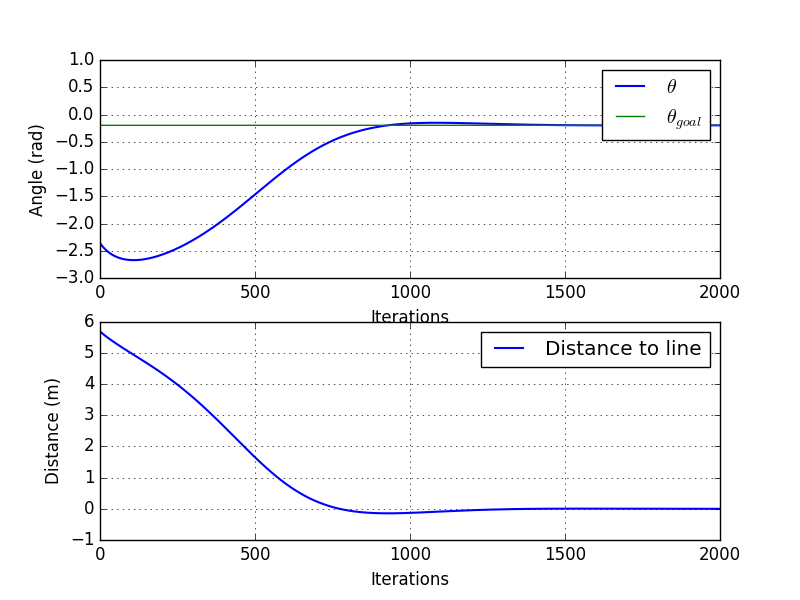 1.0
0.5
0.0
−0.5
−1.0
−1.5
−2.0
−2.5
−3.0
Angle (rad)
θ
θgoal
0 500 1000 1500 2000
Iterations
6
5
4
3
2
1
0
−1
Distance (m)
Distance to line
0 500 1000 1500 2000
Iterations